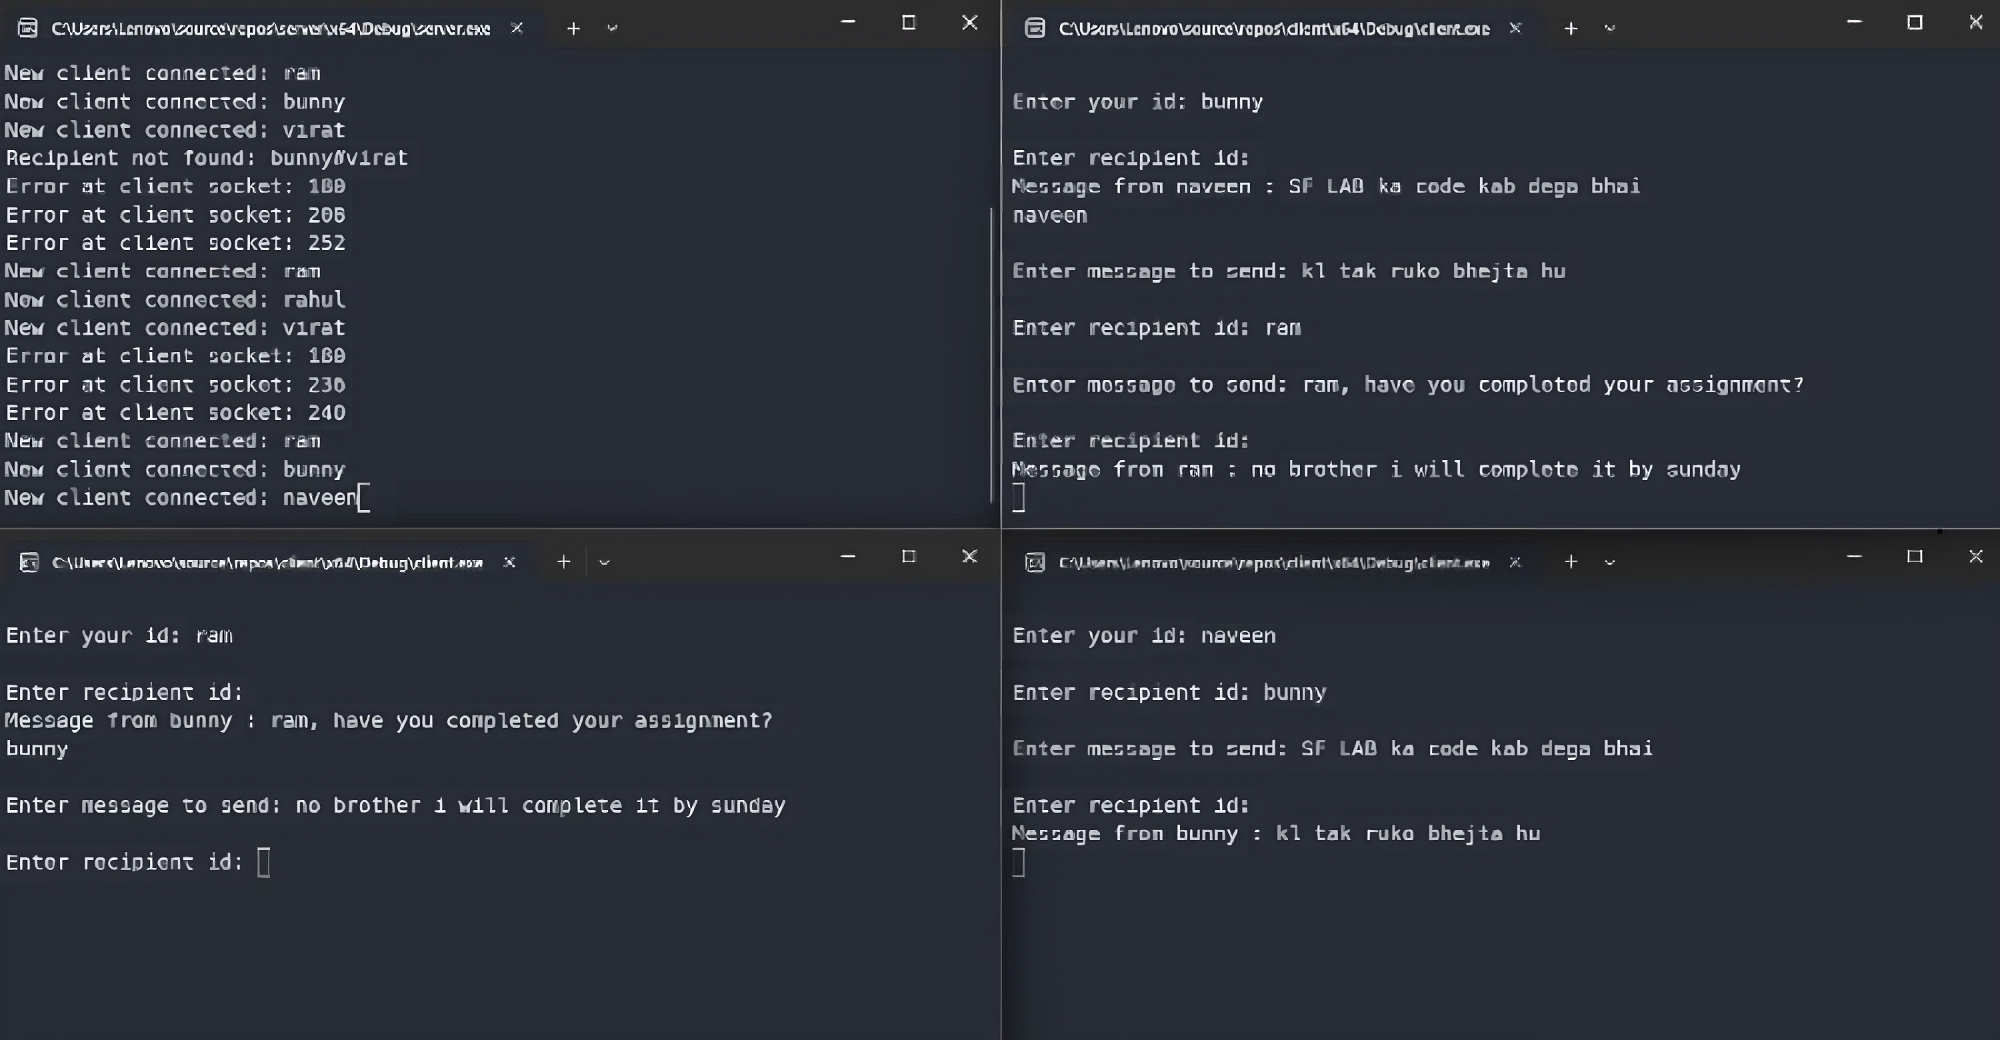 C:\Users\Lenovo\source\repos\server\x64\Debug\server.exe
New client connected: ram
New client connected: bunny
New client connected: virat
Recipient not found:
Error at client socket:
Error at client socket:
Error at client socket: 252
New client connected: ram
New client connected: rahul
New client connected: virat
Error at client socket:
Error at client socket:
Error at client socket: 240
New client connected: ram
New client connected: bunny
New client connected: naveen
C:\Users\Lenovo\source\repos\client\x64\Debug\client.exe
Enter your id: bunny
Enter recipient id:
Message from naveen : SF LAB ka code kab dega bhai
naveen
Enter message to send: kl tak ruko bhejta hu
Enter recipient id: ram
Enter message to send: ram, have you completed your assignment?
Enter recipient id:
Message from ram : no brother i will complete it by sunday
C:\Users\Lenovo\source\repos\client\x64\Debug\client.exe
Enter your id: ram
Enter recipient id:
Message from bunny : ram, have you completed your assignment?
bunny
Enter message to send: no brother i will complete it by sunday
Enter recipient id:
C:\Users\Lenovo\source\repos\client\x64\Debug\client.exe
Enter your id: naveen
Enter recipient id: bunny
Enter message to send: SF LAB ka code kab dega bhai
Enter recipient id:
Message from bunny : kl tak ruko bhejta hu